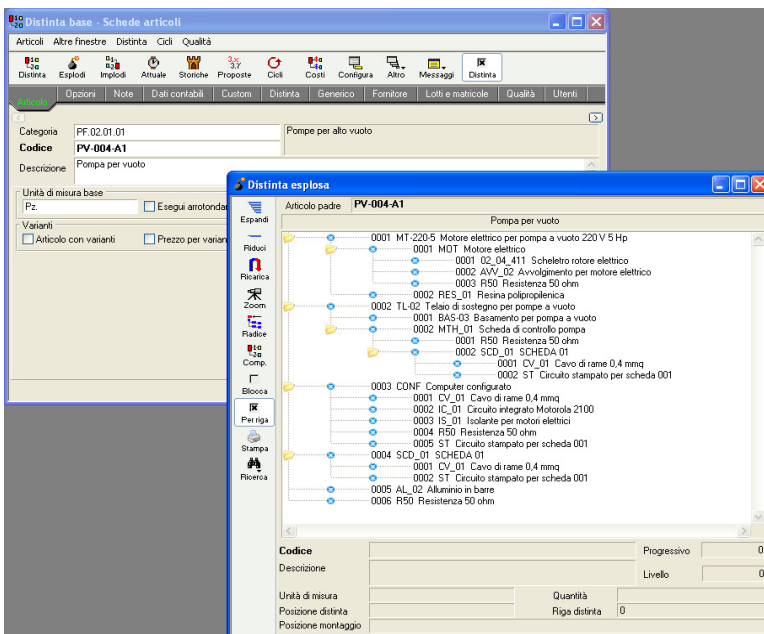 Distinta base - Schede articoli
Articoli Altre finestre Distinta Cicli Qualità
Distinta Esplodi Implodi Attuale Storiche Proposte Cicli Costi Configura Altro Messaggi Distinta
Articolo Opzioni Note Dati contabili Custom Distinta Generico Fornitore Lotti e matricole Qualità Utenti
Categoria PF.02.01.01 Pompe per alto vuoto
Codice PV-004-A1
Descrizione Pompa per vuoto
Unità di misura base
Pz. Esegui arrotonda
Varianti
Articolo con varianti Prezzo per varian
Distinta esplosa
Articolo padre PV-004-A1
Pompa per vuoto
Espandi
Riduci
Ricarica
Zoom
Radice
Comp.
Blocca
Per riga
Stampa
Ricerca
0001 MT-220-5 Motore elettrico per pompa a vuoto 220 V 5 Hp
0001 MOT Motore elettrico
0001 02_04_411 Scheletro rotore elettrico
0002 AVV_02 Avvolgimento per motore elettrico
0003 R50 Resistenza 50 ohm
0002 RES_01 Resina polipropilenica
0002 TL-02 Telaio di sostegno per pompe a vuoto
0001 BAS-03 Basamento per pompa a vuoto
0002 MTH_01 Scheda di controllo pompa
0001 R50 Resistenza 50 ohm
0002 SCD_01 SCHEDA 01
0001 CV_01 Cavo di rame 0,4 mmq
0002 ST Circuito stampato per scheda 001
0003 CONF Computer configurato
0001 CV_01 Cavo di rame 0,4 mmq
0002 IC_01 Circuito integrato Motorola 2100
0003 IS_01 Isolante per motori elettrici
0004 R50 Resistenza 50 ohm
0005 ST Circuito stampato per scheda 001
0004 SCD_01 SCHEDA 01
0001 CV_01 Cavo di rame 0,4 mmq
0002 ST Circuito stampato per scheda 001
0005 AL_02 Alluminio in barre
0006 R50 Resistenza 50 ohm
Codice Progressivo 0
Descrizione
Livello 0
Unità di misura Quantità
Posizione distinta Riga distinta 0
Posizione montaggio